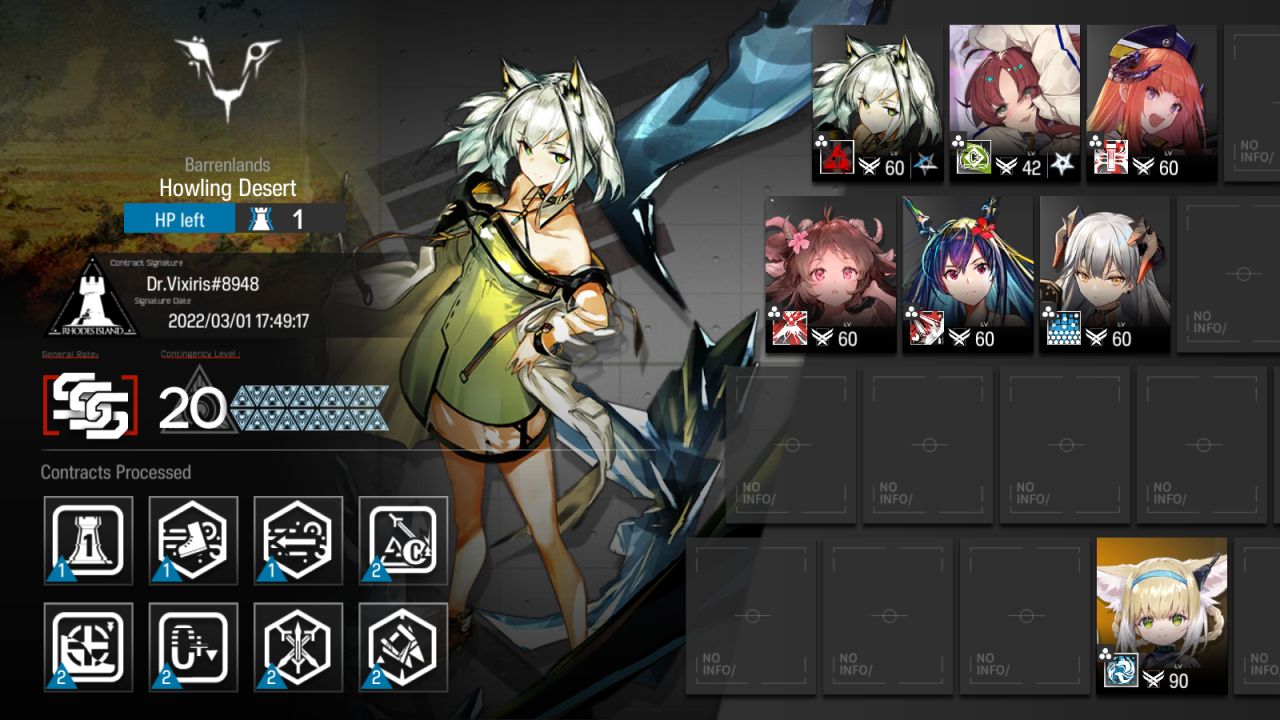 Barrenlands
Howling Desert
HP left 1
Contract Signature
Dr.Vixiris#8948
Signature Date
2022/03/01 17:49:17
RHODES ISLAND
General Rate:
Contingency Level :
20
Contracts Processed
1
1
1
1
2
2
2
2
2
LV
60
LV
42
LV
60
NO
INFO/
LV
60
LV
60
LV
60
NO
INFO/
NO
INFO/
NO
INFO/
NO
INFO/
NO
INFO/
NO
INFO/
NO
INFO/
NO
INFO/
LV
90
NO
INFO/